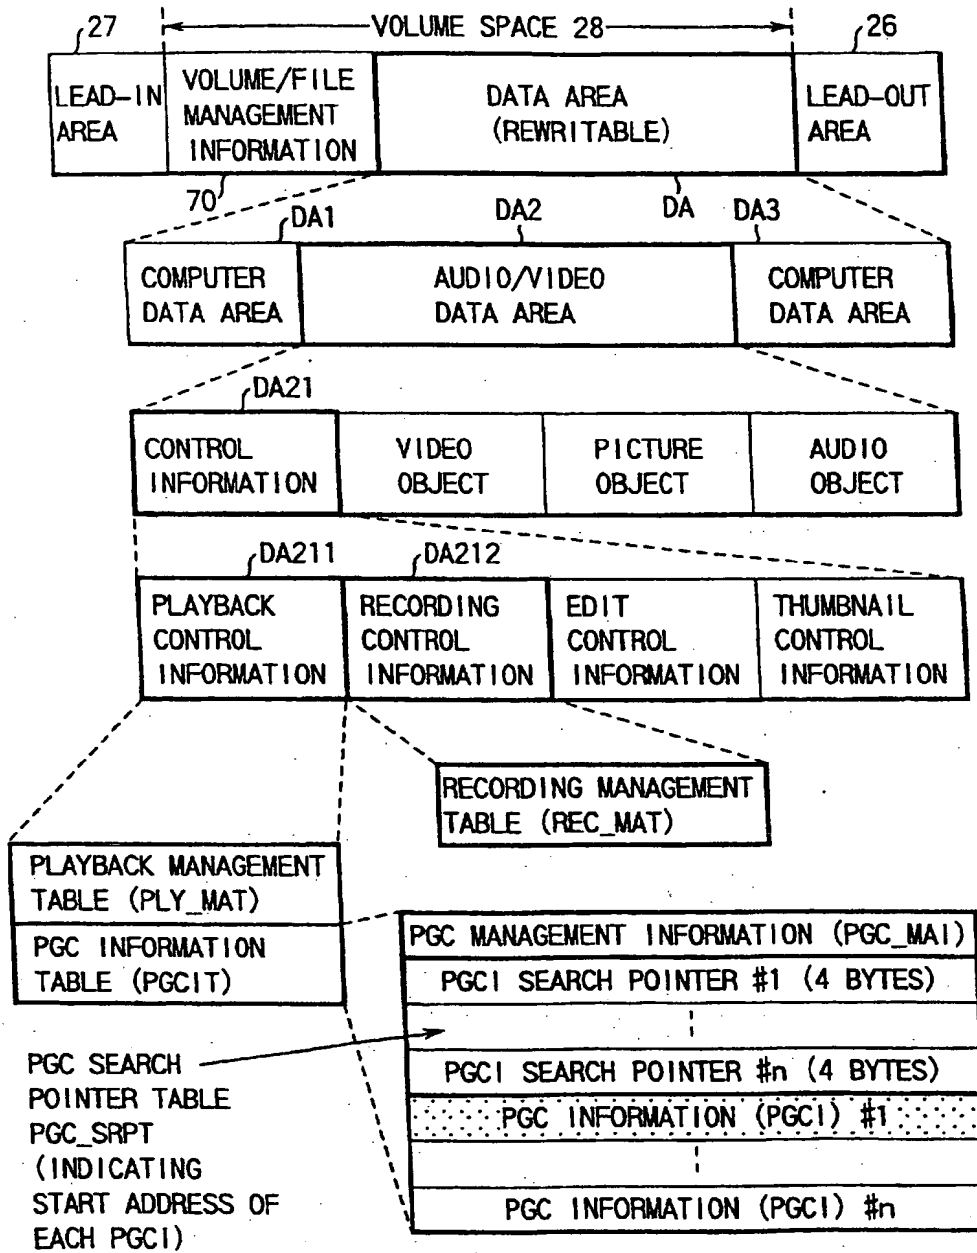 27
VOLUME SPACE 28
26
LEAD-IN
AREA
VOLUME/FILE
MANAGEMENT
INFORMATION
DATA AREA
(REWRITABLE)
LEAD-OUT
AREA
70
DA1
DA2
DA
DA3
COMPUTER
DATA AREA
AUDIO/VIDEO
DATA AREA
COMPUTER
DATA AREA
DA21
CONTROL
INFORMATION
VIDEO
OBJECT
PICTURE
OBJECT
AUDIO
OBJECT
DA211
DA212
PLAYBACK
CONTROL
INFORMATION
RECORDING
CONTROL
INFORMATION
EDIT
CONTROL
INFORMATION
THUMBNAIL
CONTROL
INFORMATION
RECORDING MANAGEMENT
TABLE (REC_MAT)
PLAYBACK MANAGEMENT
TABLE (PLY_MAT)
PGC INFORMATION
TABLE (PGCIT)
PGC MANAGEMENT INFORMATION (PGC_MAI)
PGCI SEARCH POINTER #1 (4 BYTES)
PGCI SEARCH POINTER #n (4 BYTES)
PGC INFORMATION (PGCI) #1
PGC INFORMATION (PGCI) #n
PGC SEARCH
POINTER TABLE
PGC_SRPT
(INDICATING
START ADDRESS OF
EACH PGCI)